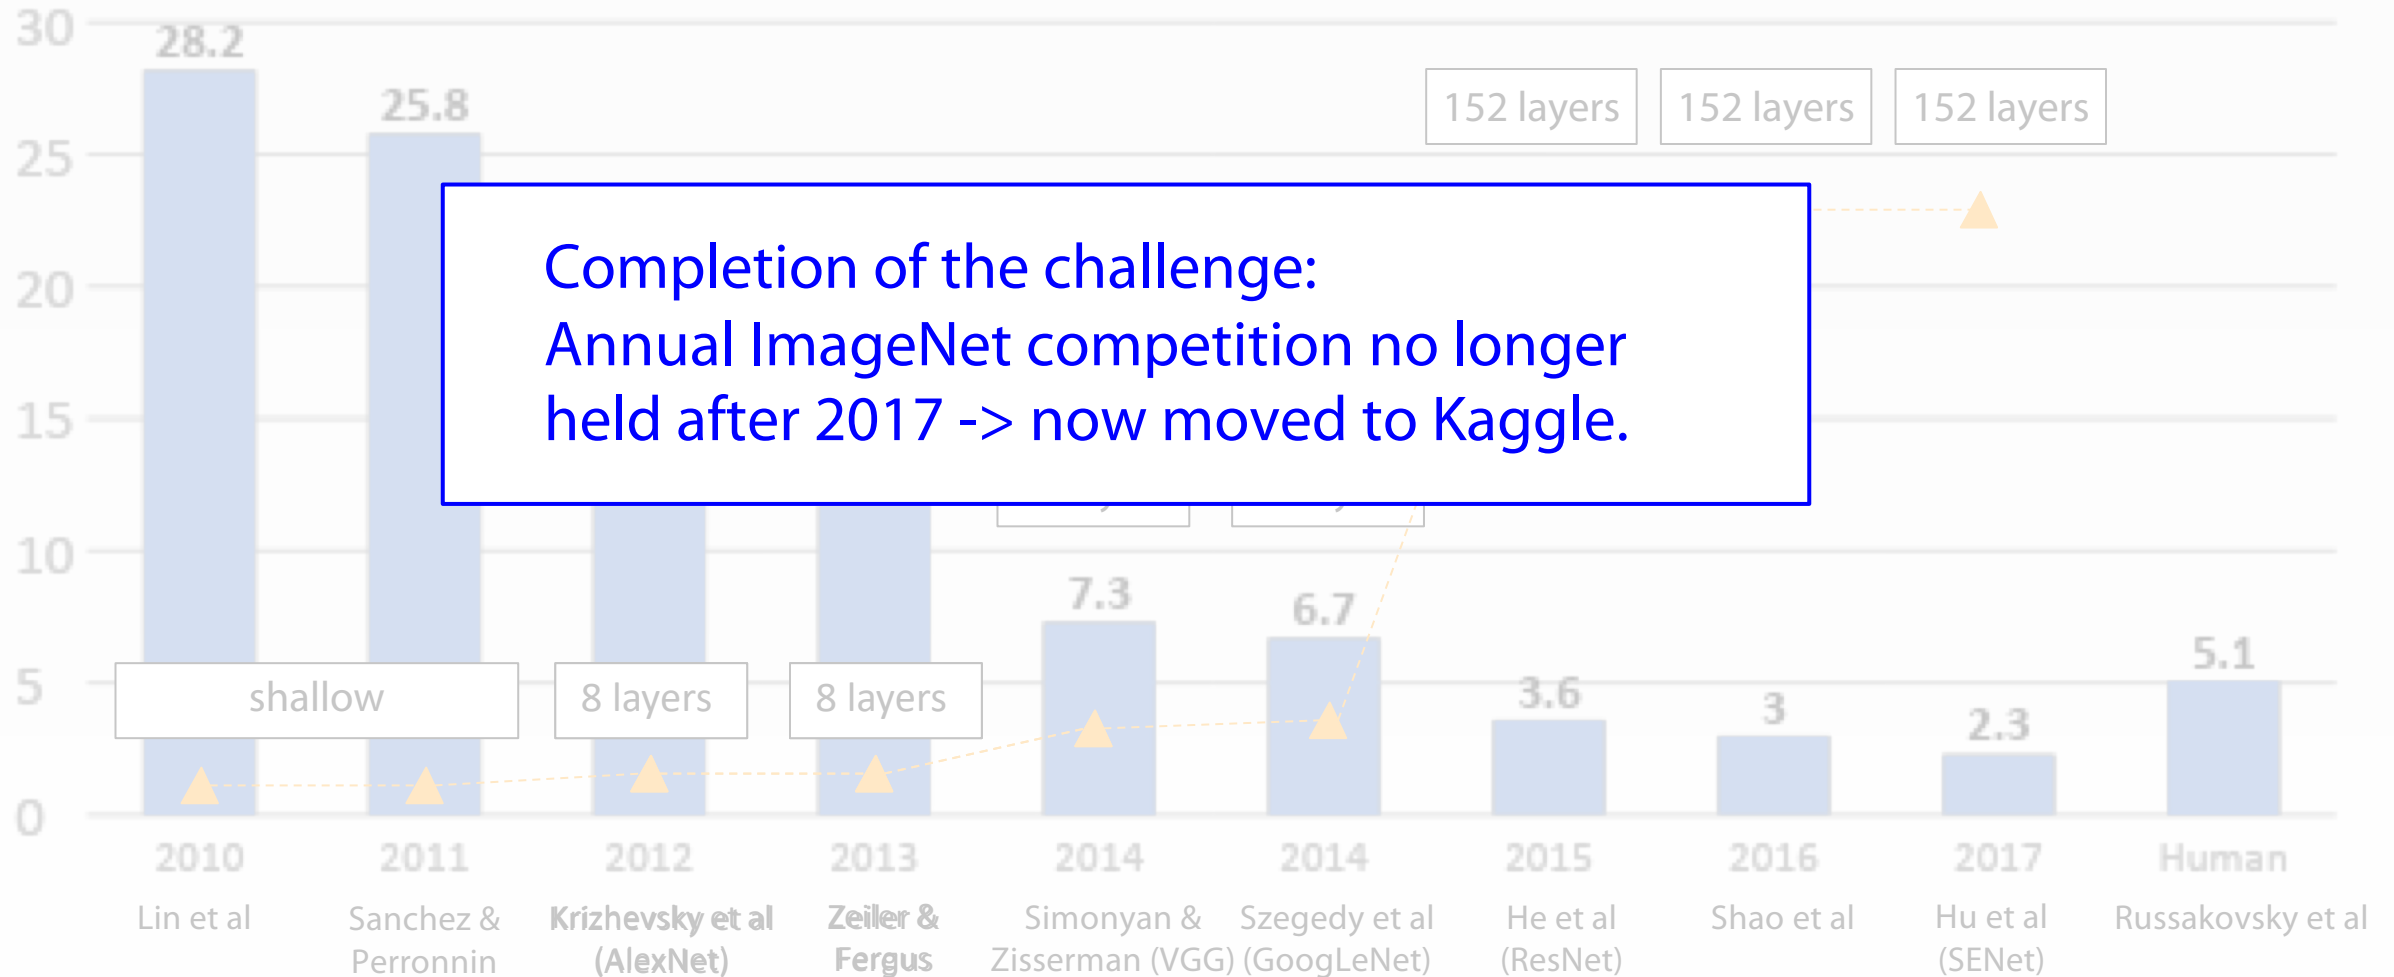 30
28.2
25.8
152 layers
152 layers
152 layers
25
Completion of the challenge:
Annual ImageNet competition no longer
held after 2017 -> now moved to Kaggle.
20
15
10
7.3
6.7
5
shallow
8 layers
8 layers
3.6
3
2.3
5.1
0
2010
2011
2012
2013
2014
2014
2015
2016
2017
Human
Lin et al
Sanchez &
Perronnin
Krizhevsky et al
(AlexNet)
Zeiler &
Fergus
Simonyan &
Zisserman (VGG)
Szegedy et al
(GoogLeNet)
He et al
(ResNet)
Shao et al
Hu et al
(SENet)
Russakovsky et al